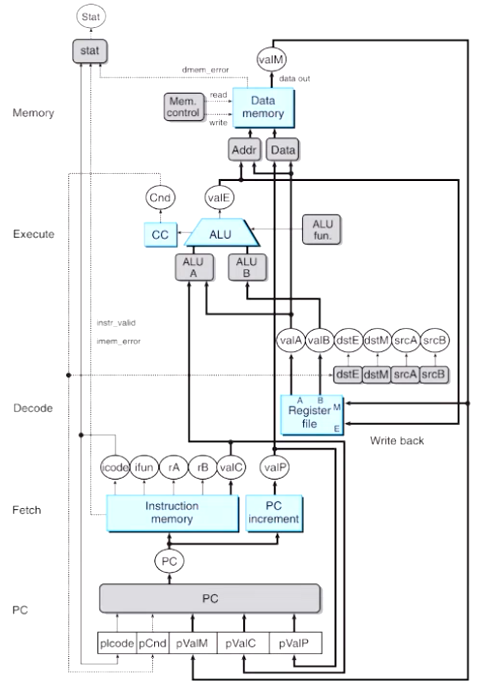 Stat
stat
valM
dmem_error
data out
read
Mem. control
write
Data memory
Memory
Addr
Data
Cnd
valE
Execute
CC
ALU
ALU fun.
ALU A
ALU B
instr_valid
imem_error
valA
valB
dstE
dstM
srcA
srcB
dstE
dstM
srcA
srcB
A
B
M
Register file
E
Decode
Write back
icode
ifun
rA
rB
valC
valP
Fetch
Instruction memory
PC increment
PC
PC
PC
pIcode
pCnd
pValM
pValC
pValP